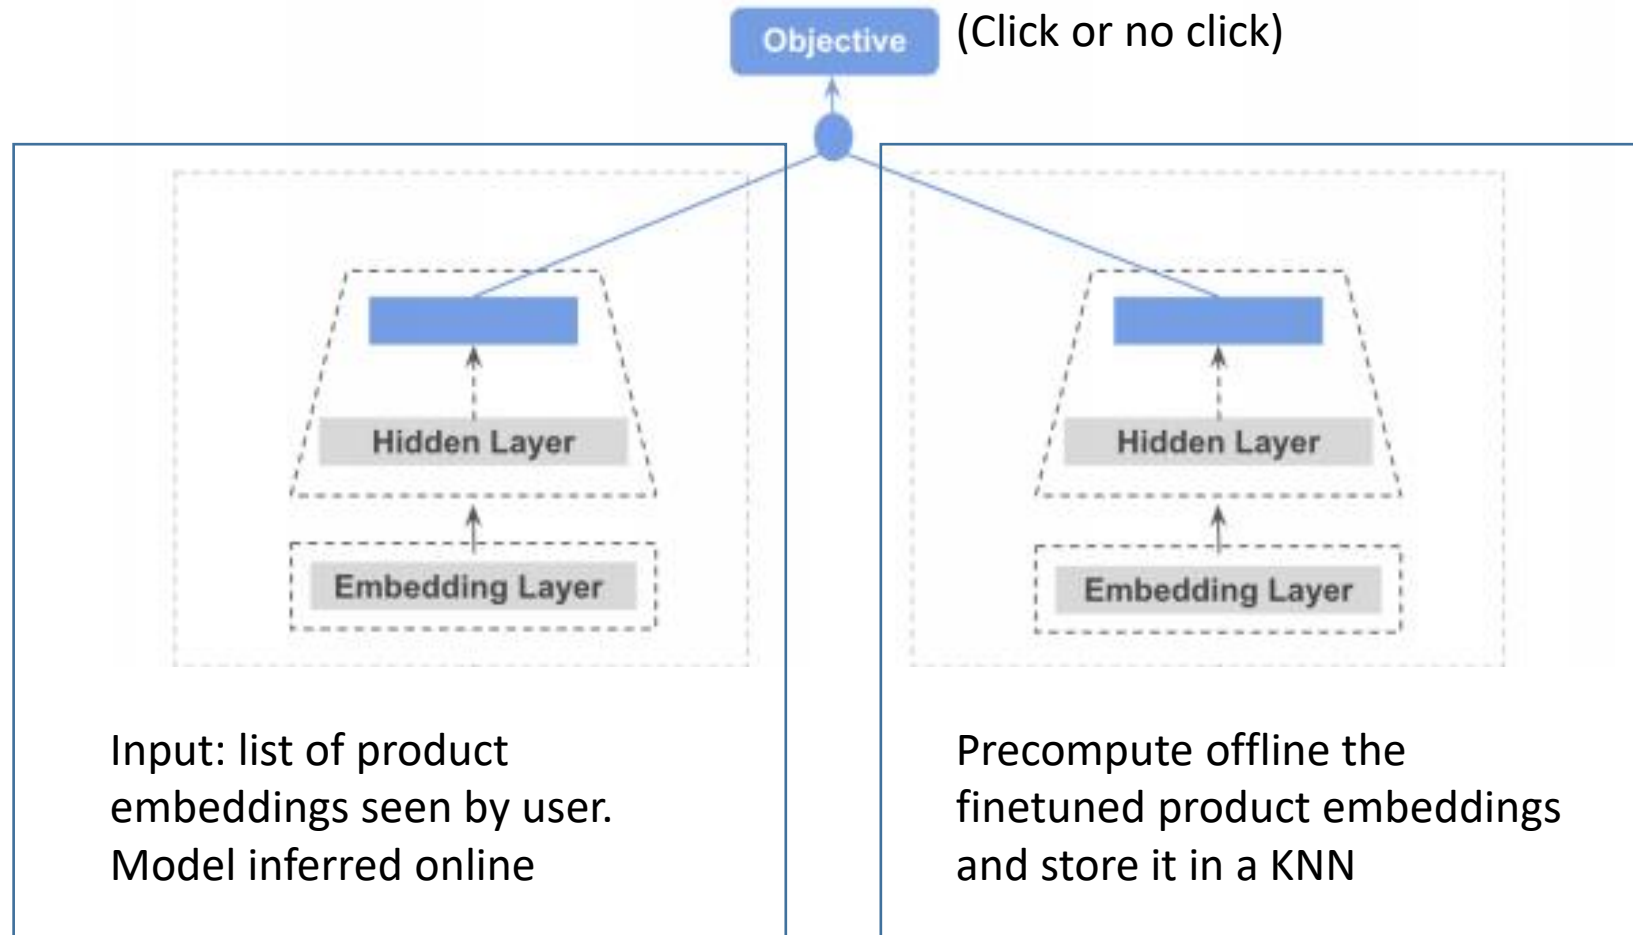 Objective
(Click or no click)
Hidden Layer
Embedding Layer
Input: list of product
embeddings seen by user.
Model inferred online
Hidden Layer
Embedding Layer
Precompute offline the
finetuned product embeddings
and store it in a KNN